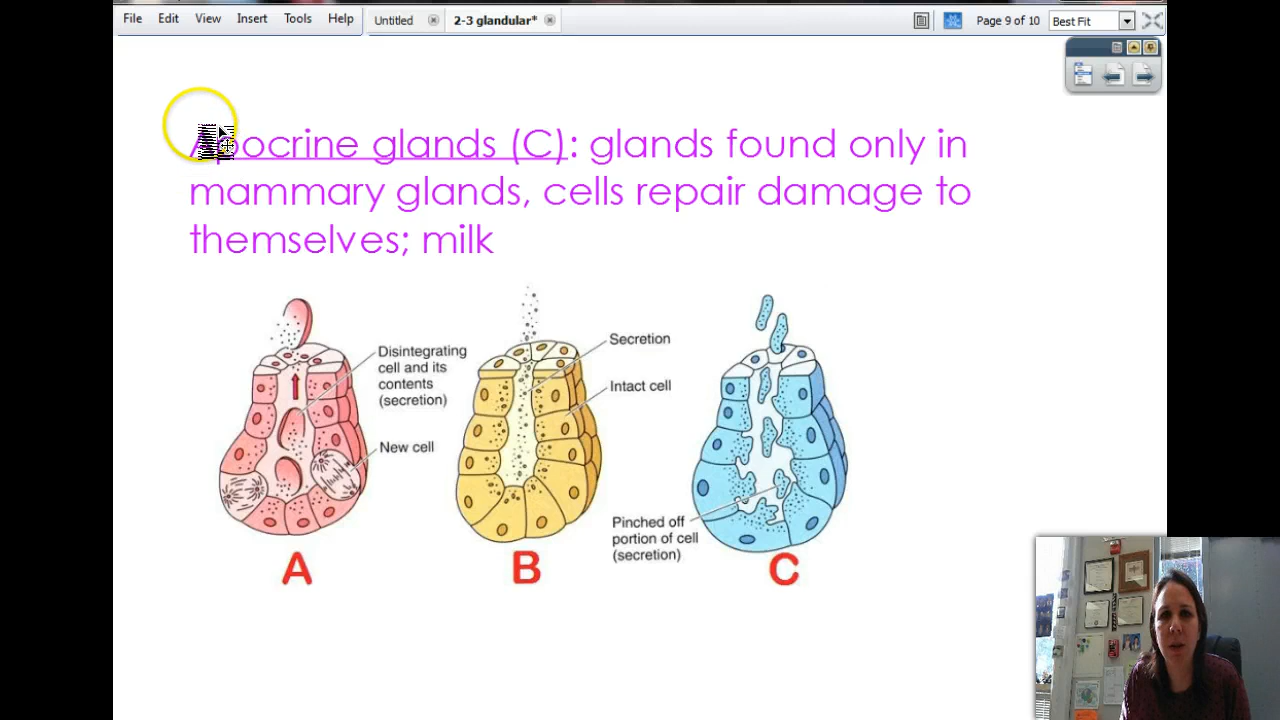 File Edit View Insert Tools Help Untitled 2-3 glandular* Page 9 of 10 Best Fit
Apocrine glands (C): glands found only in
mammary glands, cells repair damage to
themselves; milk
Disintegrating
cell and its
contents
(secretion)
New cell
Secretion
Intact cell
Pinched off
portion of cell
(secretion)
A B C